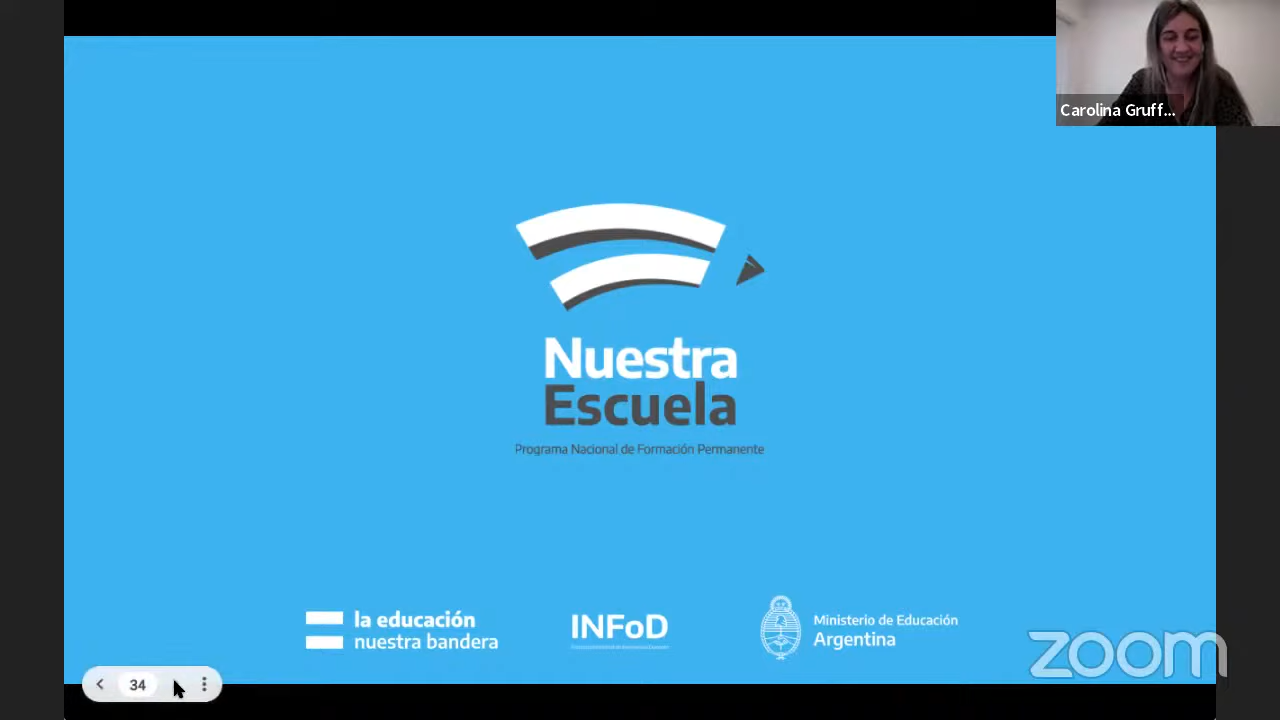 Carolina Gruff...
Nuestra
Escuela
Programa Nacional de Formación Permanente
la educación
nuestra bandera
INFoD
Ministerio de Educación
Argentina
zoom
34